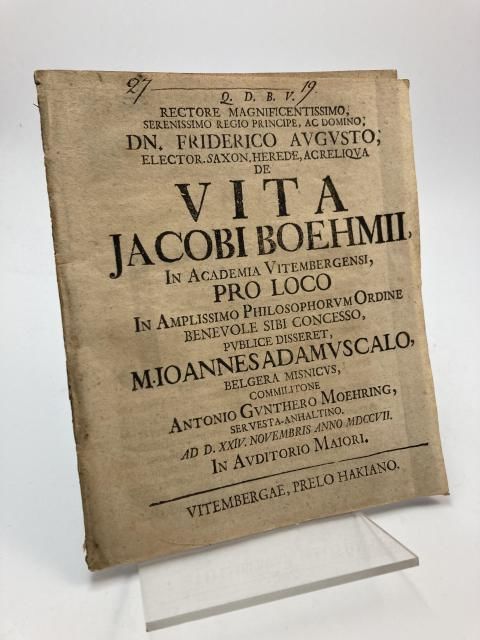 27 19
Q. D. B. V.
RECTORE MAGNIFICENTISSIMO,
SERENISSIMO REGIO PRINCIPE, AC DOMINO,
DN. FRIDERICO AVGVSTO,
ELECTOR. SAXON. HEREDE, AC RELIQVA
DE
VITA
JACOBI BOEHMII,
IN ACADEMIA VITEMBERGENSI,
PRO LOCO
IN AMPLISSIMO PHILOSOPHORVM ORDINE
BENEVOLE SIBI CONCESSO,
PVBLICE DISSERET,
M. IOANNES ADAMVS CALO,
BELGERA MISNICVS,
COMMILITONE
ANTONIO GVNTHERO MOEHRING,
SERVESTA-ANHALTINO.
AD D. XXIV. NOVEMBRIS ANNO MDCCVII.
IN AVDITORIO MAIORI.
VITEMBERGAE, PRELO HAKIANO.